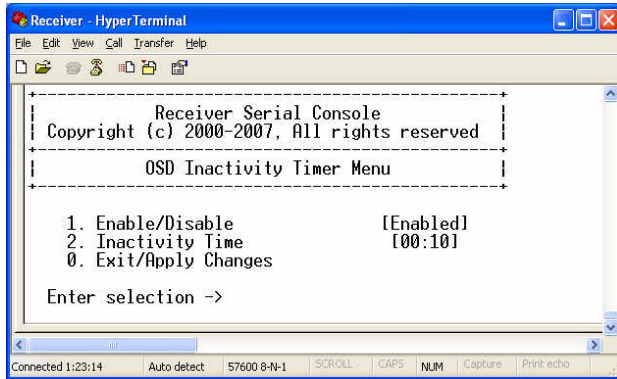 Receiver - HyperTerminal
File Edit View Call Transfer Help
+------------------------------------------------------+
| Receiver Serial Console |
| Copyright (c) 2000-2007, All rights reserved |
+------------------------------------------------------+
| OSD Inactivity Timer Menu |
+------------------------------------------------------+
1. Enable/Disable [Enabled]
2. Inactivity Time [00:10]
0. Exit/Apply Changes
Enter selection ->
Connected 1:23:14 Auto detect 57600 8-N-1 SCROLL CAPS NUM Capture Print echo